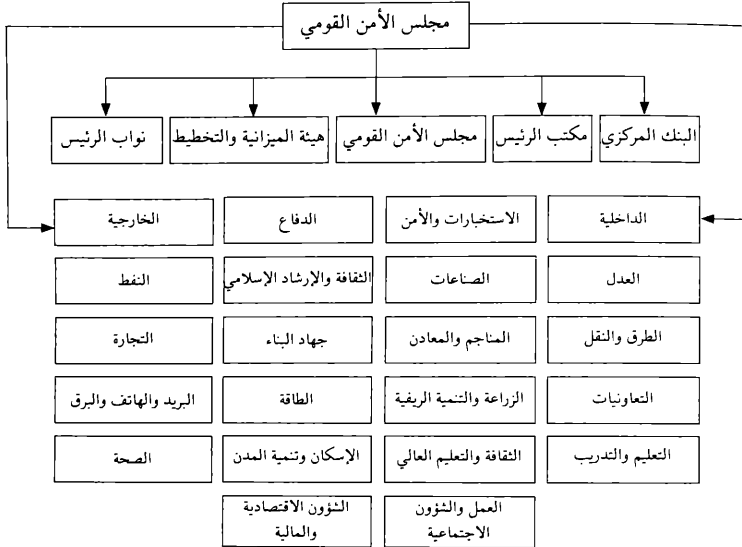 مجلس الأمن القومي
البنك المركزي
مكتب الرئيس
مجلس الأمن القومي
هيئة الميزانية والتخطيط
نواب الرئيس
الداخلية
الاستخبارات والأمن
الدفاع
الخارجية
العدل
الصناعات
الثقافة والإرشاد الإسلامي
النفط
الطرق والنقل
المناجم والمعادن
جهاد البناء
التجارة
التعاونيات
الزراعة والتنمية الريفية
الطاقة
البريد والهاتف والبرق
التعليم والتدريب
الثقافة والتعليم العالي
الإسكان وتنمية المدن
الصحة
العمل والشؤون
الاجتماعية
الشؤون الاقتصادية
والمالية